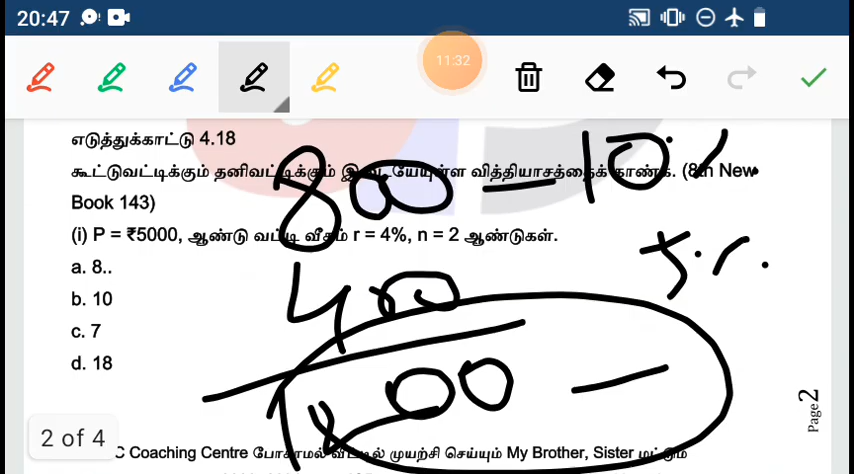 20:47
11:32
எடுத்துக்காட்டு 4.18
கூட்டுவட்டிக்கும் தனிவட்டிக்கும் இடையேயுள்ள வித்தியாசத்தைக் காண்க. (8th New
Book 143)
(i) P = ₹5000, ஆண்டு வட்டி வீதம் r = 4%, n = 2 ஆண்டுகள்.
a. 8..
b. 10
c. 7
d. 18
800 — 10%
400
00 —
Page 2
2 of 4
C Coaching Centre போகாமல் வீட்டில் முயற்சி செய்யும் My Brother, Sister மட்டும்